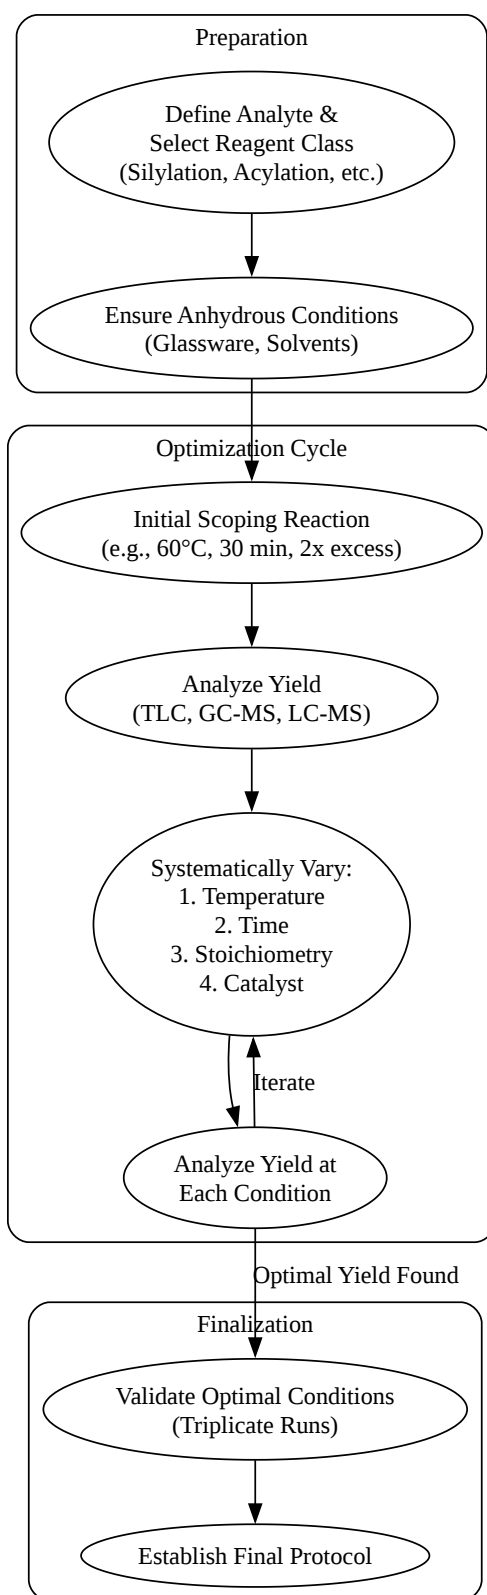 Preparation
Define Analyte &
Select Reagent Class
(Silylation, Acylation, etc.)
Ensure Anhydrous Conditions
(Glassware, Solvents)
Optimization Cycle
Initial Scoping Reaction
(e.g., 60°C, 30 min, 2x excess)
Analyze Yield
(TLC, GC-MS, LC-MS)
Systematically Vary:
1. Temperature
2. Time
3. Stoichiometry
4. Catalyst
Iterate
Analyze Yield at
Each Condition
Optimal Yield Found
Finalization
Validate Optimal Conditions
(Triplicate Runs)
Establish Final Protocol